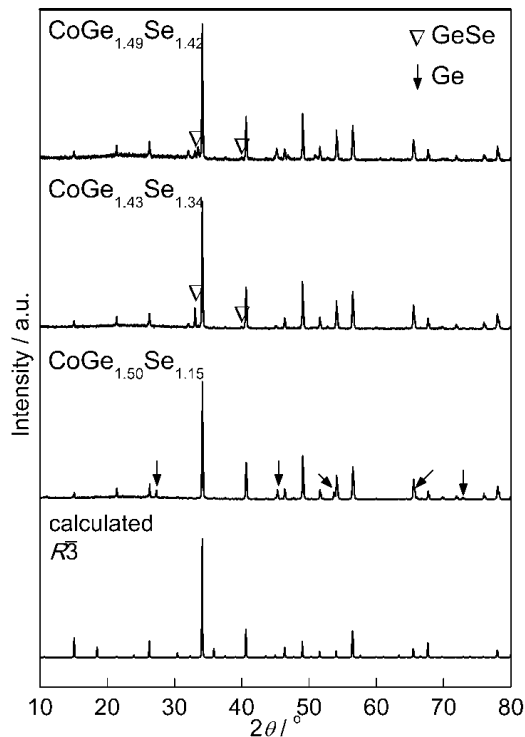 CoGe1.49Se1.42
▽ GeSe
↓ Ge
CoGe1.43Se1.34
CoGe1.50Se1.15
calculated
R3̅
Intensity / a.u.
10 20 30 40 50 60 70 80
2θ / °